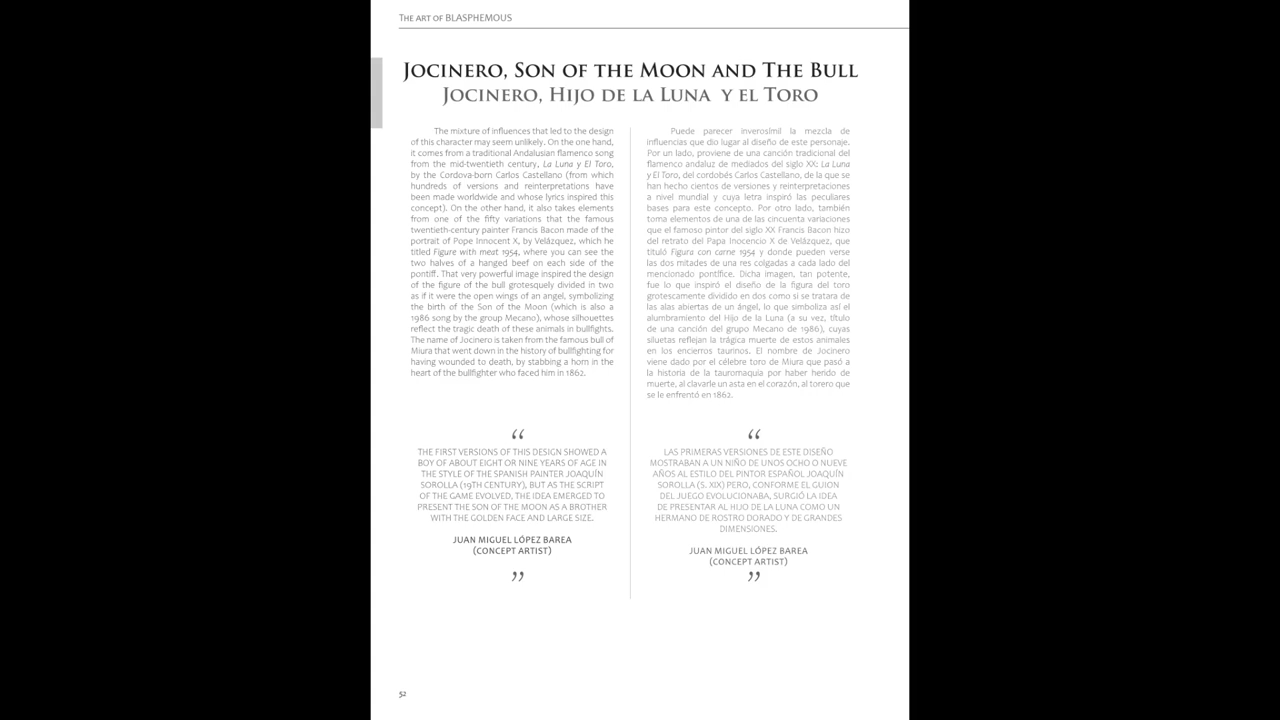 The art of BLASPHEMOUS
Jocinero, Son of the Moon and The Bull
Jocinero, Hijo de la Luna y el Toro
The mixture of influences that led to the design
of this character may seem unlikely. On the one hand,
it comes from a traditional Andalusian flamenco song
from the mid-twentieth century, La Luna y El Toro,
by the Cordova-born Carlos Castellano (from which
hundreds of versions and reinterpretations have
been made worldwide and whose lyrics inspired this
concept). On the other hand, it also takes elements
from one of the fifty variations that the famous
twentieth-century painter Francis Bacon made of the
portrait of Pope Innocent X, by Velázquez, which he
titled Figure with meat 1954, where you can see the
two halves of a hanged beef on each side of the
pontiff. That very powerful image inspired the design
of the figure of the bull grotesquely divided in two
as if it were the open wings of an angel, symbolizing
the birth of the Son of the Moon (which is also a
1986 song by the group Mecano), whose silhouettes
reflect the tragic death of these animals in bullfights.
The name of Jocinero is taken from the famous bull of
Miura that went down in the history of bullfighting for
having wounded to death, by stabbing a horn in the
heart of the bullfighter who faced him in 1862.
Puede parecer inverosímil la mezcla de
influencias que dio lugar al diseño de este personaje.
Por un lado, proviene de una canción tradicional del
flamenco andaluz de mediados del siglo XX: La Luna
y El Toro, del cordobés Carlos Castellano, de la que se
han hecho cientos de versiones y reinterpretaciones
a nivel mundial y cuya letra inspiró las peculiares
bases para este concepto. Por otro lado, también
toma elementos de una de las cincuenta variaciones
que el famoso pintor del siglo XX Francis Bacon hizo
del retrato del Papa Inocencio X de Velázquez, que
tituló Figura con carne 1954 y donde pueden verse
las dos mitades de una res colgadas a cada lado del
mencionado pontífice. Dicha imagen, tan potente,
fue lo que inspiró el diseño de la figura del toro
grotescamente dividido en dos como si se tratara de
las alas abiertas de un ángel, lo que simboliza así el
alumbramiento del Hijo de la Luna (a su vez, título
de una canción del grupo Mecano de 1986), cuyas
siluetas reflejan la trágica muerte de estos animales
en los encierros taurinos. El nombre de Jocinero
viene dado por el célebre toro de Miura que pasó a
la historia de la tauromaquia por haber herido de
muerte, al clavarle un asta en el corazón, al torero que
se le enfrentó en 1862.
“
THE FIRST VERSIONS OF THIS DESIGN SHOWED A
BOY OF ABOUT EIGHT OR NINE YEARS OF AGE IN
THE STYLE OF THE SPANISH PAINTER JOAQUÍN
SOROLLA (19TH CENTURY), BUT AS THE SCRIPT
OF THE GAME EVOLVED, THE IDEA EMERGED TO
PRESENT THE SON OF THE MOON AS A BROTHER
WITH THE GOLDEN FACE AND LARGE SIZE.
JUAN MIGUEL LÓPEZ BAREA
(CONCEPT ARTIST)
”
“
LAS PRIMERAS VERSIONES DE ESTE DISEÑO
MOSTRABAN A UN NIÑO DE UNOS OCHO O NUEVE
AÑOS AL ESTILO DEL PINTOR ESPAÑOL JOAQUÍN
SOROLLA (S. XIX) PERO, CONFORME EL GUION
DEL JUEGO EVOLUCIONABA, SURGIÓ LA IDEA
DE PRESENTAR AL HIJO DE LA LUNA COMO UN
HERMANO DE ROSTRO DORADO Y DE GRANDES
DIMENSIONES.
JUAN MIGUEL LÓPEZ BAREA
(CONCEPT ARTIST)
”
52